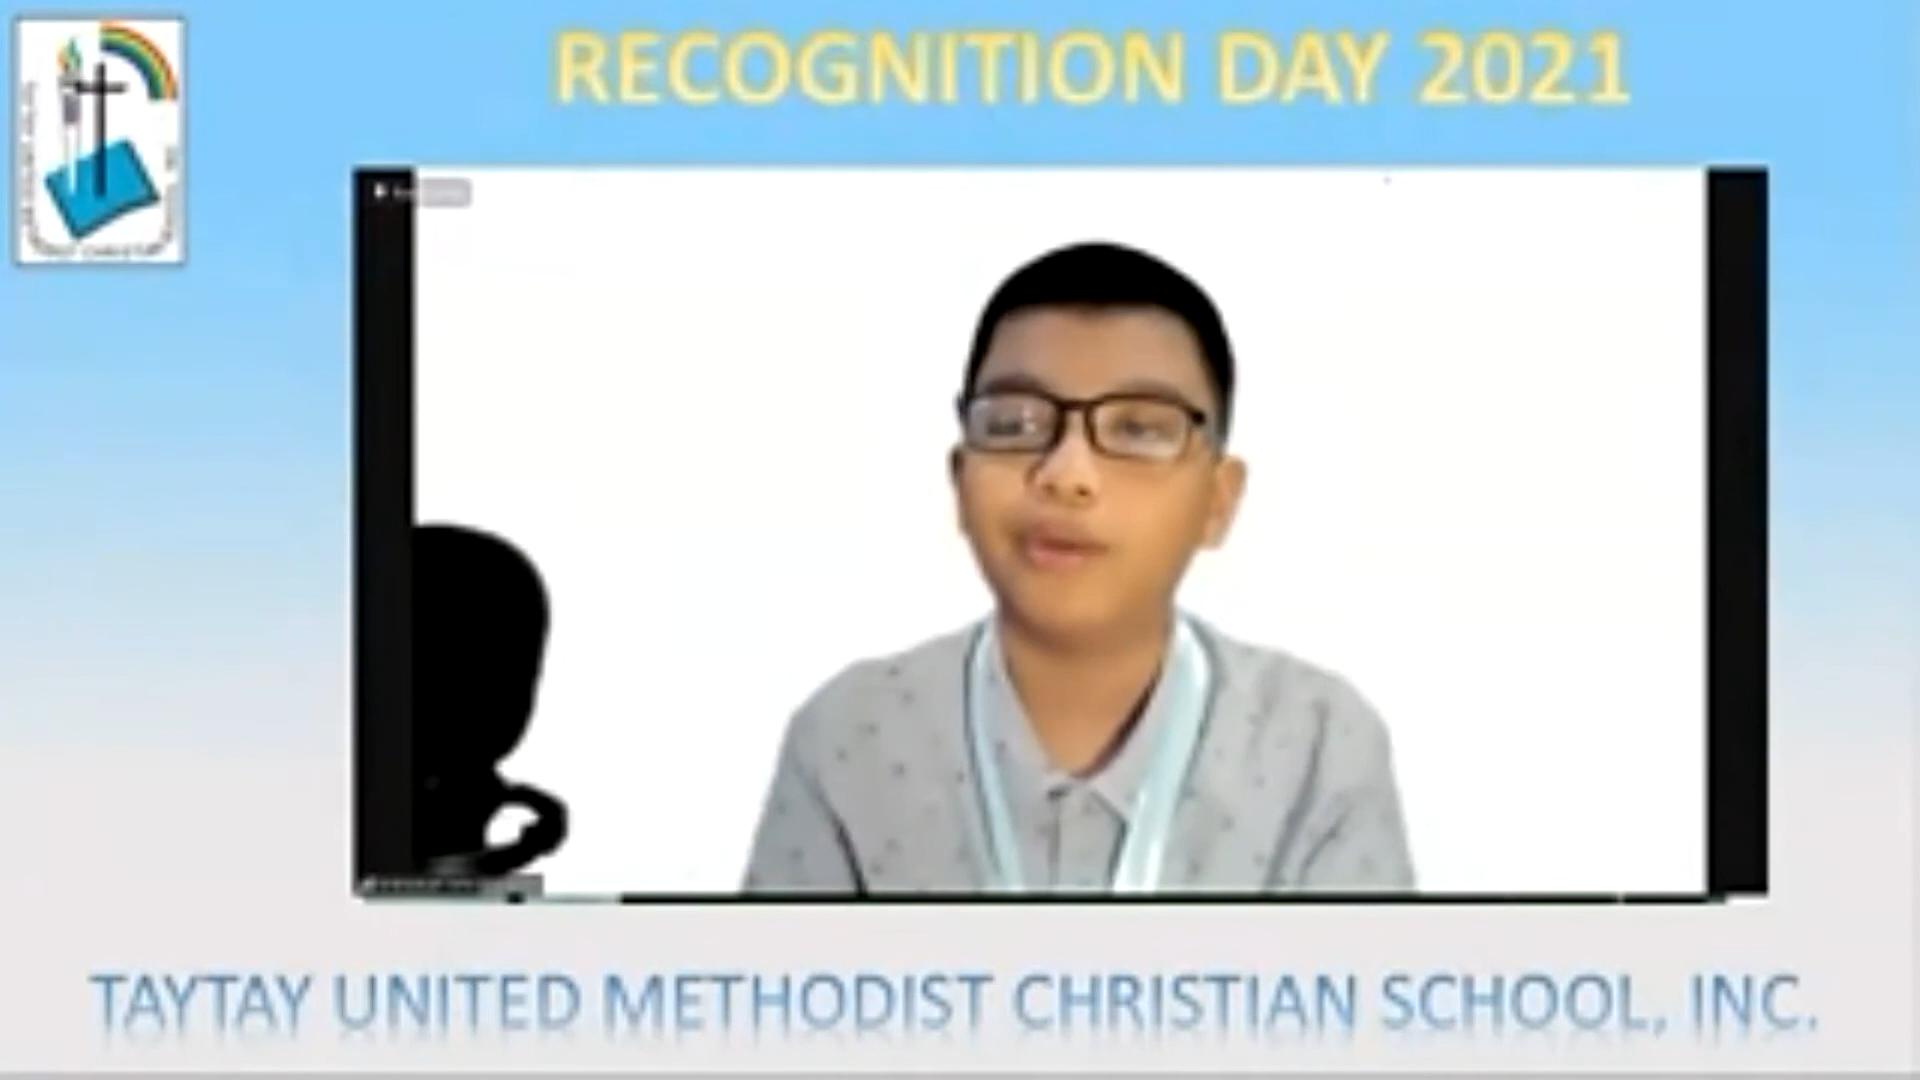 RECOGNITION DAY 2021
TAYTAY UNITED METHODIST CHRISTIAN SCHOOL, INC.